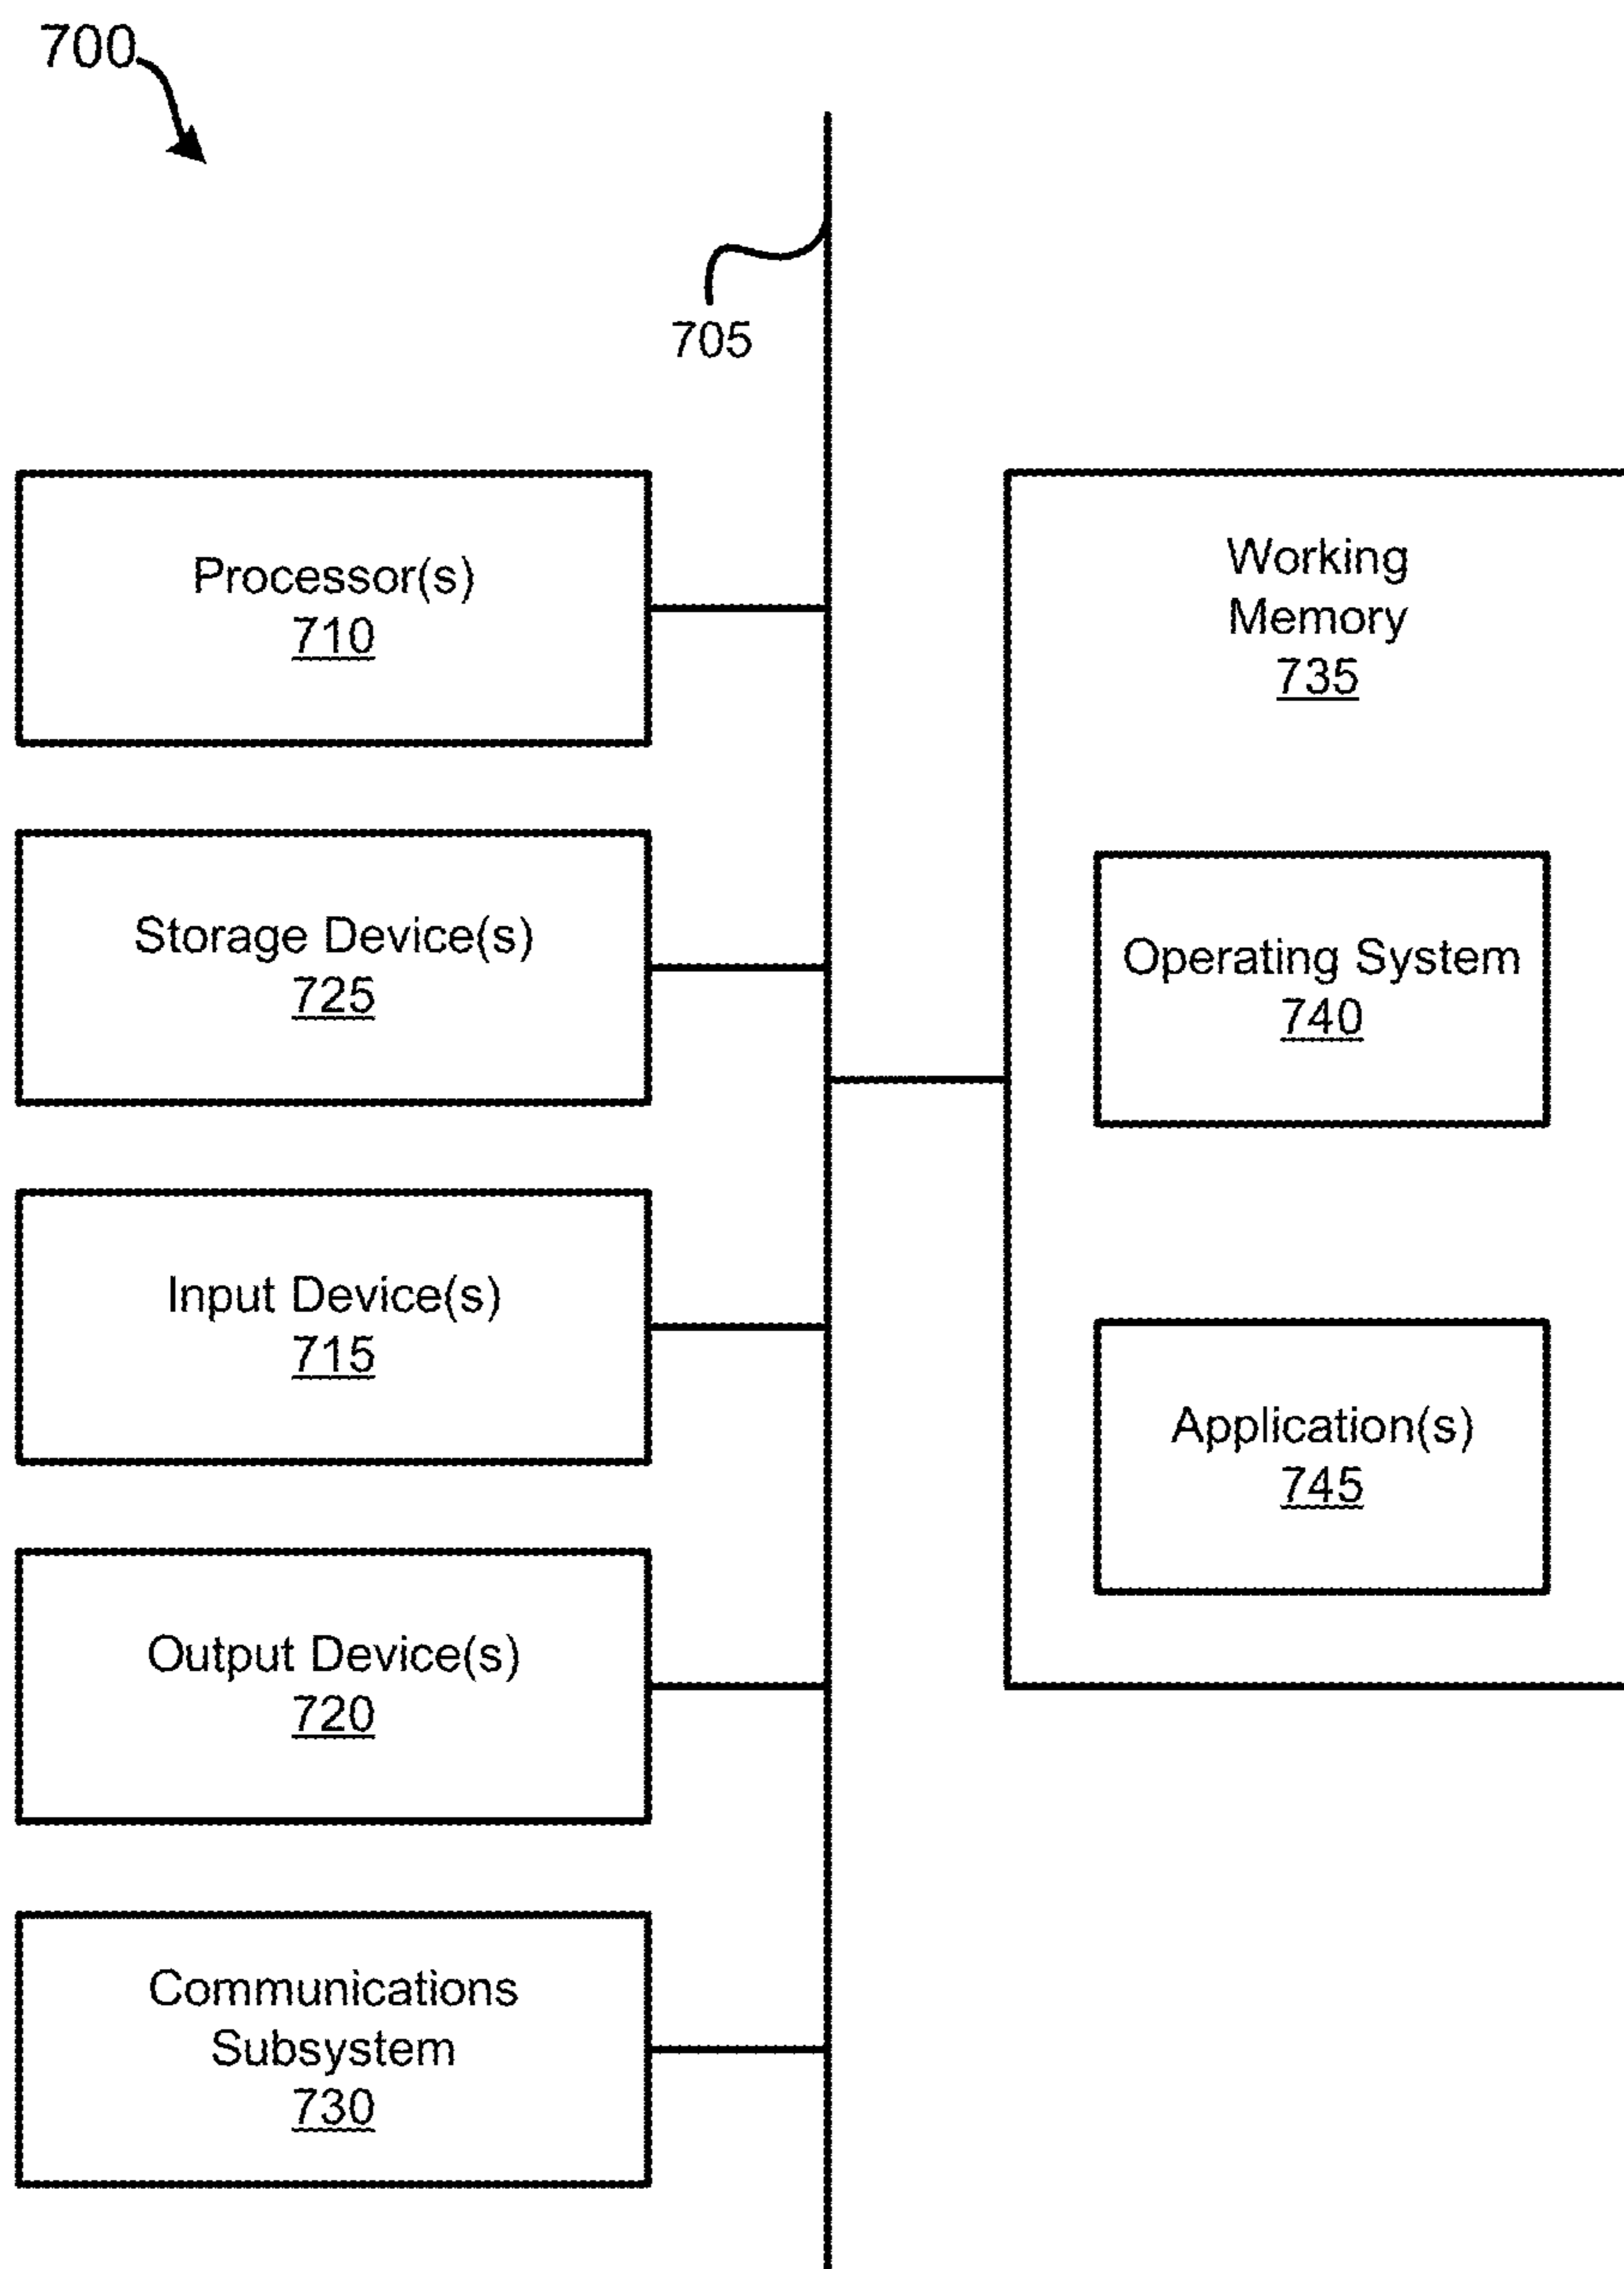 700
705
Processor(s)
710
Storage Device(s)
725
Input Device(s)
715
Output Device(s)
720
Communications
Subsystem
730
Working
Memory
735
Operating System
740
Application(s)
745